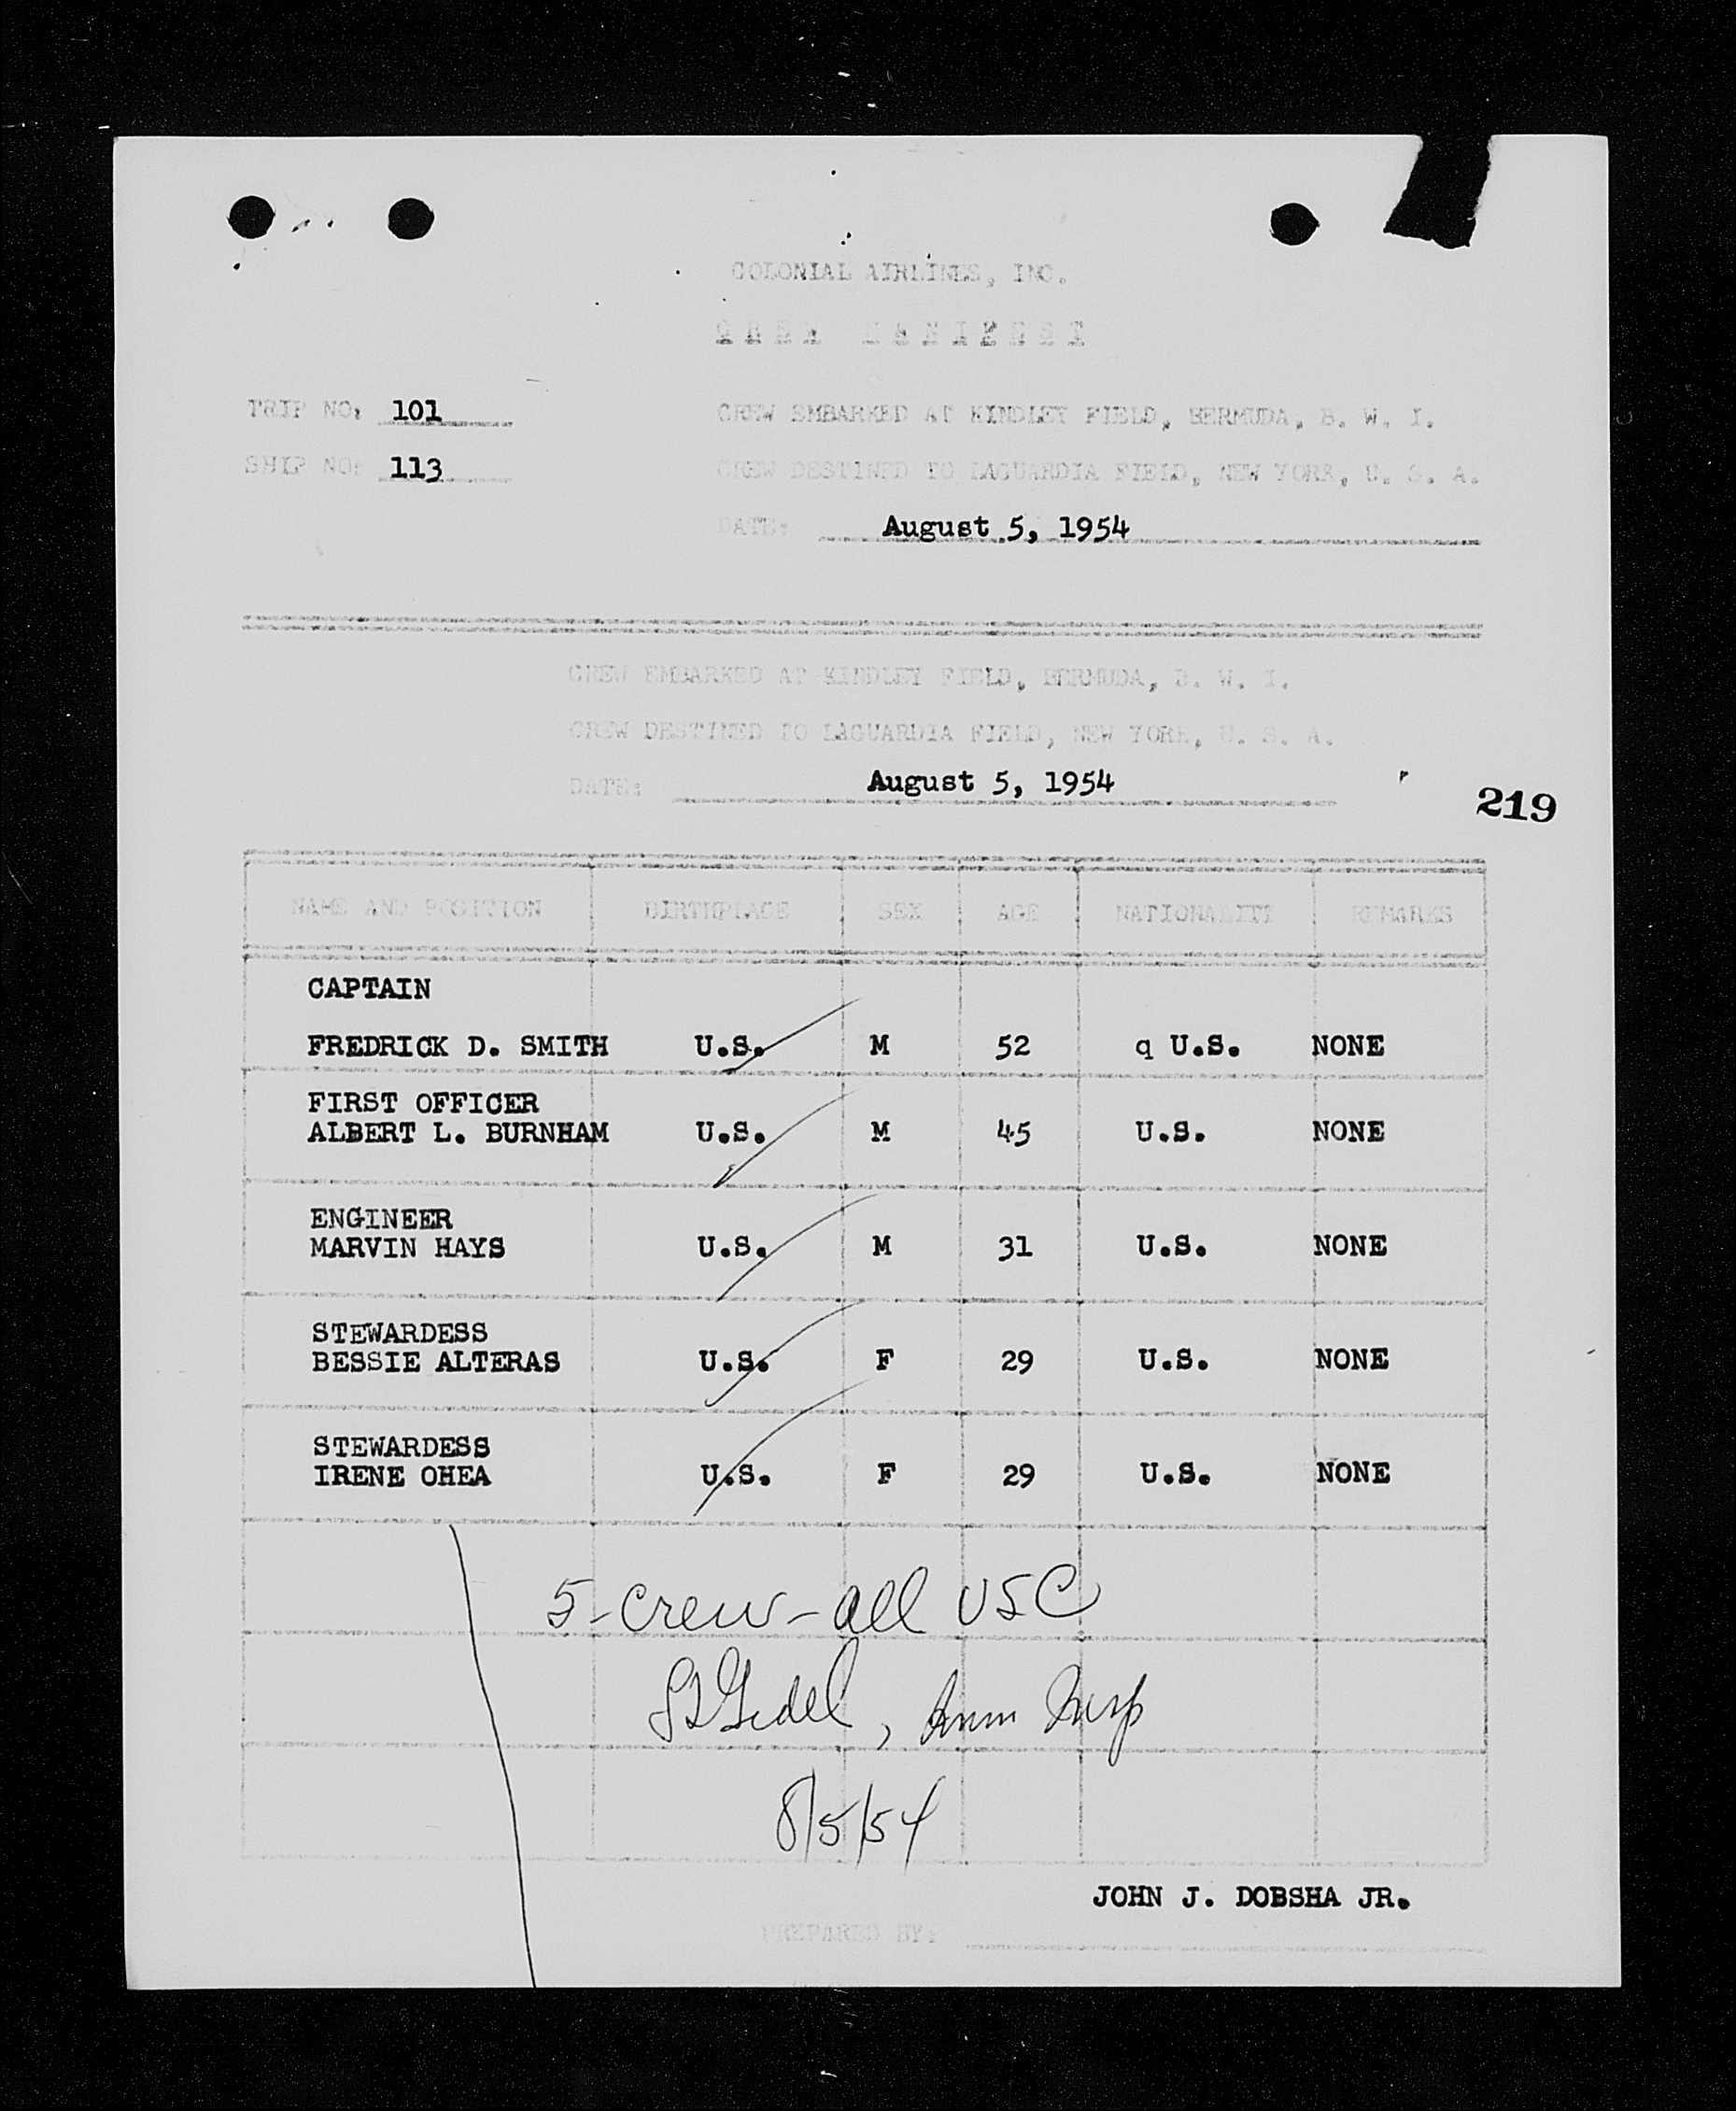 COLONIAL AIRLINES, INC.
CREW MANIFEST
TRIP NO: 101 CREW EMBARKED AT KINDLEY FIELD, BERMUDA, B. W. I.
SHIP NO: 113 CREW DESTINED TO LAGUARDIA FIELD, NEW YORK, U. S. A.
DATE: August 5, 1954
CREW EMBARKED AT KINDLEY FIELD, BERMUDA, B. W. I.
CREW DESTINED TO LAGUARDIA FIELD, NEW YORK, U. S. A.
DATE: August 5, 1954
219
NAME AND POSITION BIRTHPLACE SEX AGE NATIONALITY REMARKS
CAPTAIN
FREDRICK D. SMITH U.S. M 52 q U.S. NONE
FIRST OFFICER
ALBERT L. BURNHAM U.S. M 45 U.S. NONE
ENGINEER
MARVIN HAYS U.S. M 31 U.S. NONE
STEWARDESS
BESSIE ALTERAS U.S. F 29 U.S. NONE
STEWARDESS
IRENE OHEA U.S. F 29 U.S. NONE
5-crew-all USC
, Imm Insp
8/5/54
JOHN J. DOBSHA JR.
PREPARED BY: